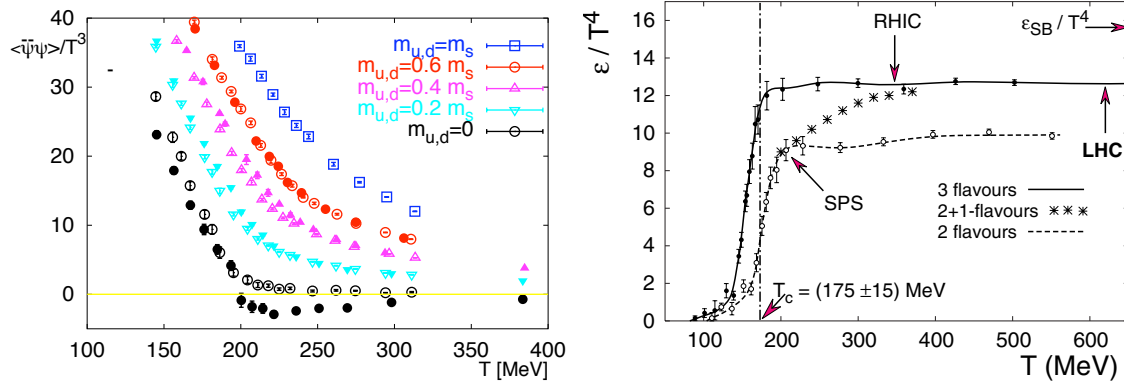 ⟨ψ̄ψ⟩/T³
40
30
20
10
0
100 150 200 250 300 350 400
T [MeV]
m_u,d=m_s
m_u,d=0.6 m_s
m_u,d=0.4 m_s
m_u,d=0.2 m_s
m_u,d=0
ε / T⁴
16
14
12
10
8
6
4
2
0
100 200 300 400 500 600
T (MeV)
RHIC
ε_SB / T⁴
LHC
SPS
3 flavours
2+1-flavours
2 flavours
T_c = (175 ±15) MeV